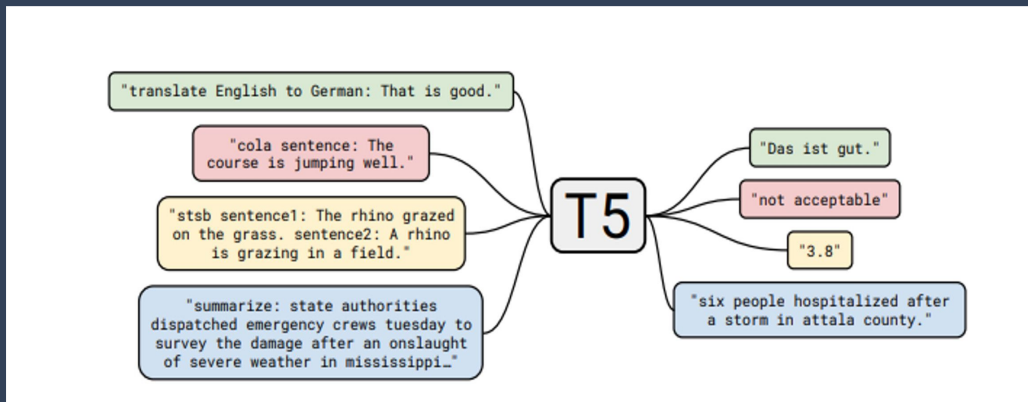 "translate English to German: That is good."
"cola sentence: The
course is jumping well."
"stsb sentence1: The rhino grazed
on the grass. sentence2: A rhino
is grazing in a field."
"summarize: state authorities
dispatched emergency crews tuesday to
survey the damage after an onslaught
of severe weather in mississippi…"
T5
"Das ist gut."
"not acceptable"
"3.8"
"six people hospitalized after
a storm in attala county."